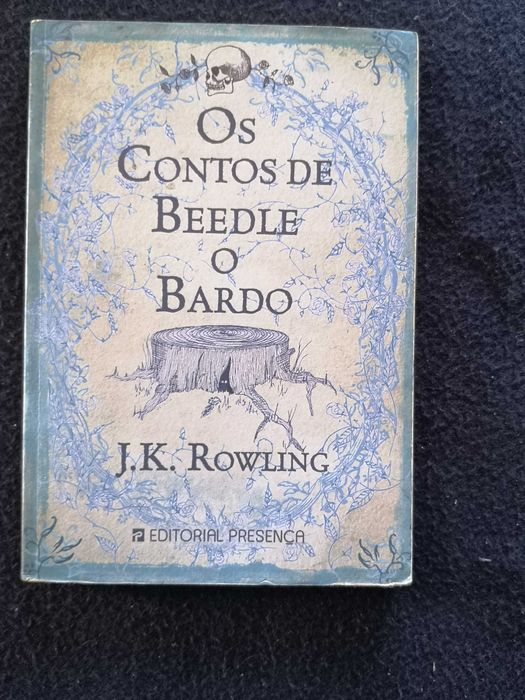 OS
CONTOS DE
BEEDLE
O
BARDO
J.K. ROWLING
EDITORIAL PRESENÇA